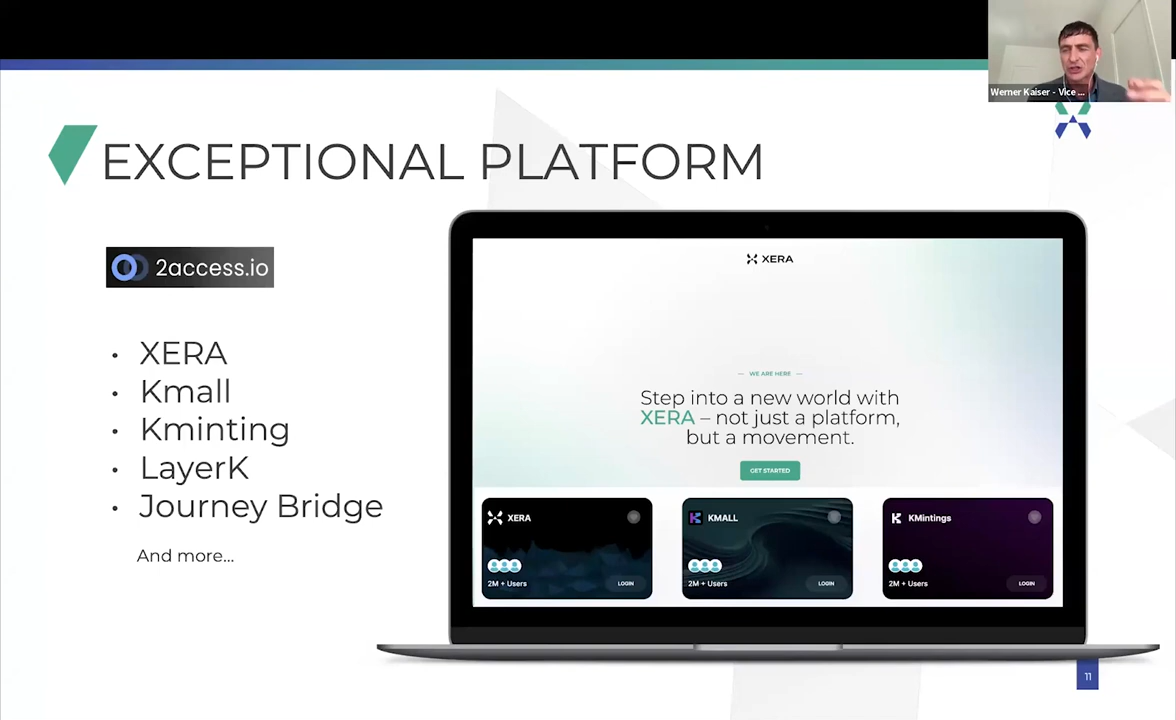 Werner Kaiser - Vice ...
EXCEPTIONAL PLATFORM
2access.io
• XERA
• Kmall
• Kminting
• LayerK
• Journey Bridge
And more...
XERA
— WE ARE HERE —
Step into a new world with
XERA – not just a platform,
but a movement.
GET STARTED
XERA
2M + Users
LOGIN
KMALL
2M + Users
LOGIN
KMintings
2M + Users
LOGIN
11